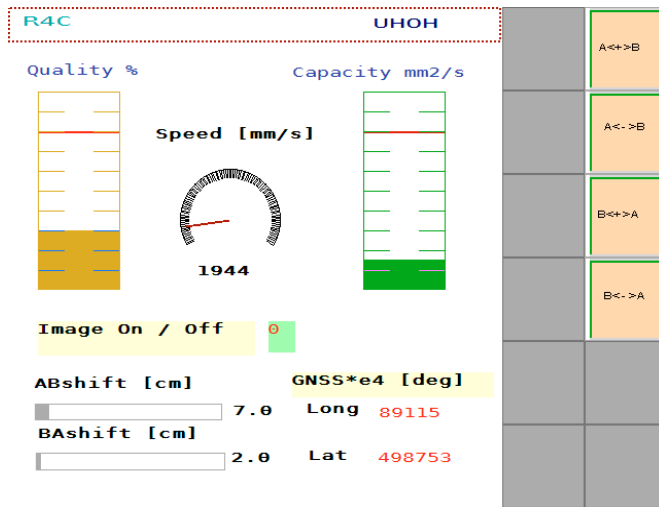 R4C UHOH
Quality % Capacity mm2/s
Speed [mm/s]
1944
Image On / Off 0
ABshift [cm]
7.0
BAshift [cm]
2.0
GNSS*e4 [deg]
Long 89115
Lat 498753
A<+>B
A<->B
B<+>A
B<->A